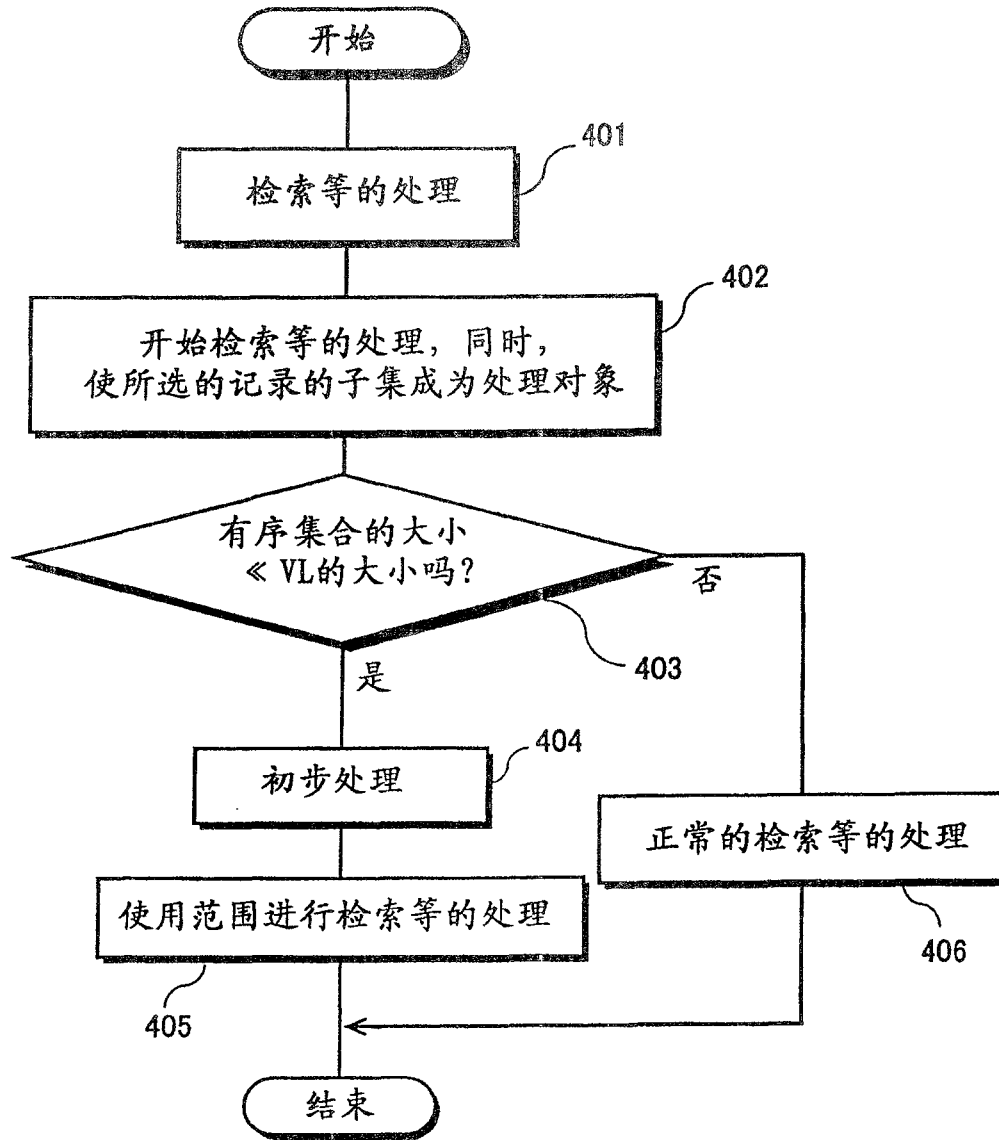 开始
401
检索等的处理
402
开始检索等的处理，同时，
使所选的记录的子集成为处理对象
有序集合的大小
≪ VL的大小吗?
否
403
是
404
初步处理
正常的检索等的处理
使用范围进行检索等的处理
406
405
结束